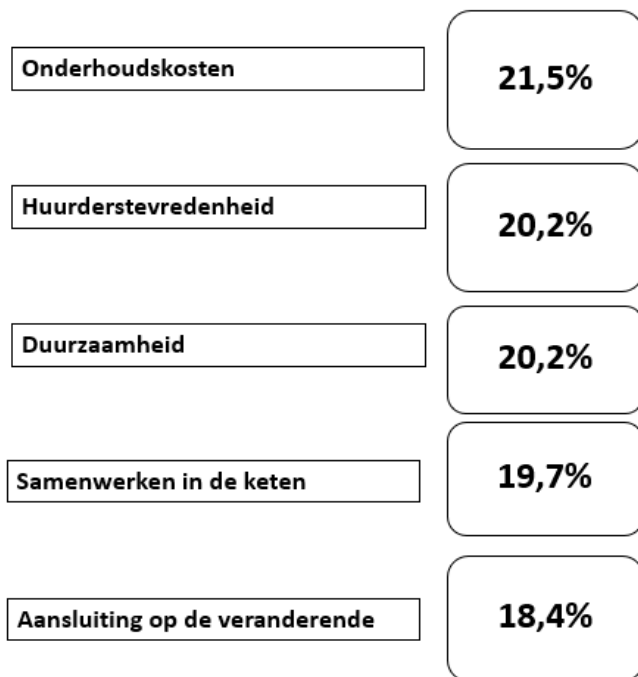 Onderhoudskosten 21,5%
Huurderstevredenheid 20,2%
Duurzaamheid 20,2%
Samenwerken in de keten 19,7%
Aansluiting op de veranderende 18,4%